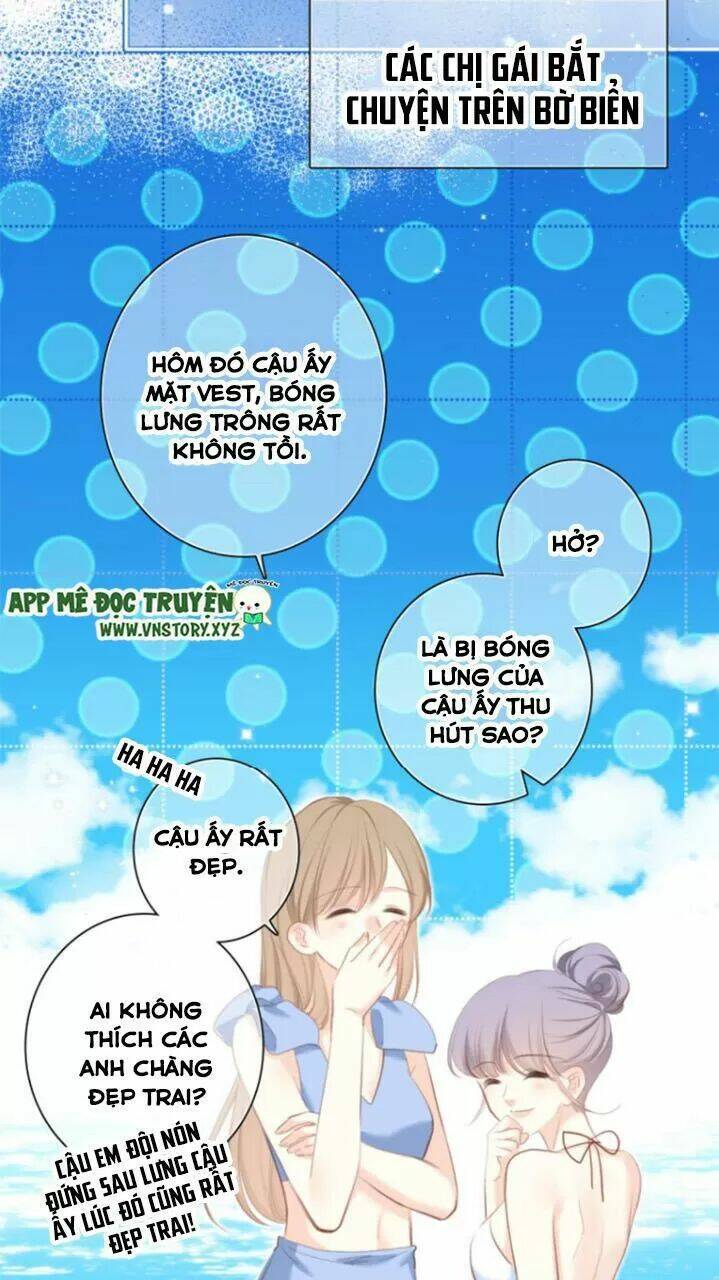 CÁC CHỊ GÁI BẮT
CHUYỆN TRÊN BỜ BIỂN
HÔM ĐÓ CẬU ẤY
MẶT VEST, BÓNG
LƯNG TRÔNG RẤT
KHÔNG TỒI.
HỞ?
MÊ ĐỌC TRUYỆN
APP MÊ ĐỌC TRUYỆN
WWW.VNSTORY.XYZ
LÀ BỊ BÓNG
LƯNG CỦA
CẬU ẤY THU
HÚT SAO?
HA HA HA
CẬU ẤY RẤT
ĐẸP.
AI KHÔNG
THÍCH CÁC
ANH CHÀNG
ĐẸP TRAI?
CẬU EM ĐỘI NÓN
ĐỨNG SAU LƯNG CẬU
ẤY LÚC ĐÓ CŨNG RẤT
ĐẸP TRAI!